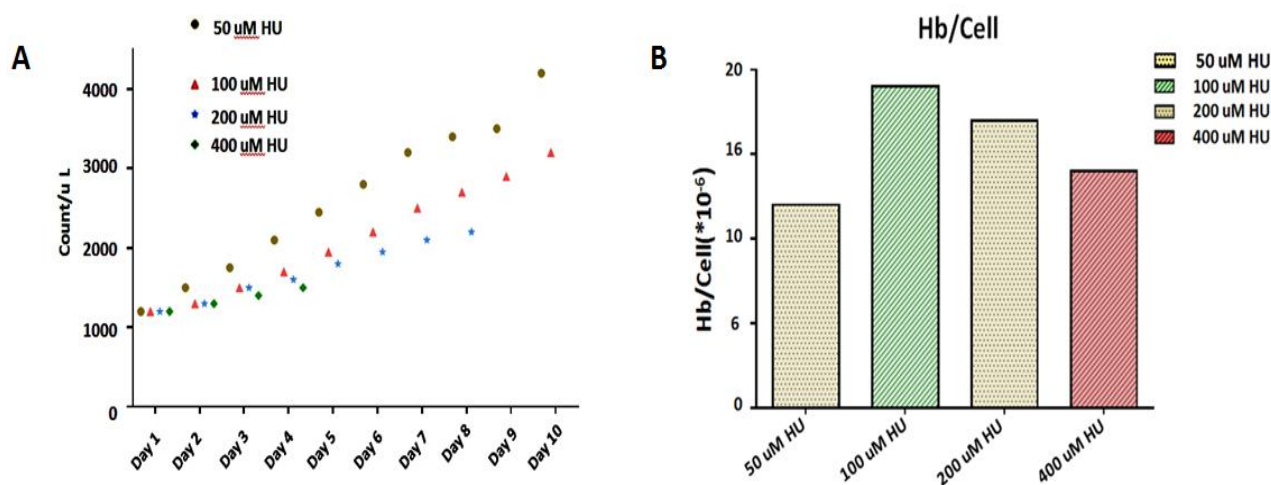 A
50 uM HU
100 uM HU
200 uM HU
400 uM HU
Count/u L
4000
3000
2000
1000
0
Day 1
Day 2
Day 3
Day 4
Day 5
Day 6
Day 7
Day 8
Day 9
Day 10
B
Hb/Cell
50 uM HU
100 uM HU
200 uM HU
400 uM HU
Hb/Cell(*10⁻⁶)
20
16
10
6
0
50 uM HU
100 uM HU
200 uM HU
400 uM HU